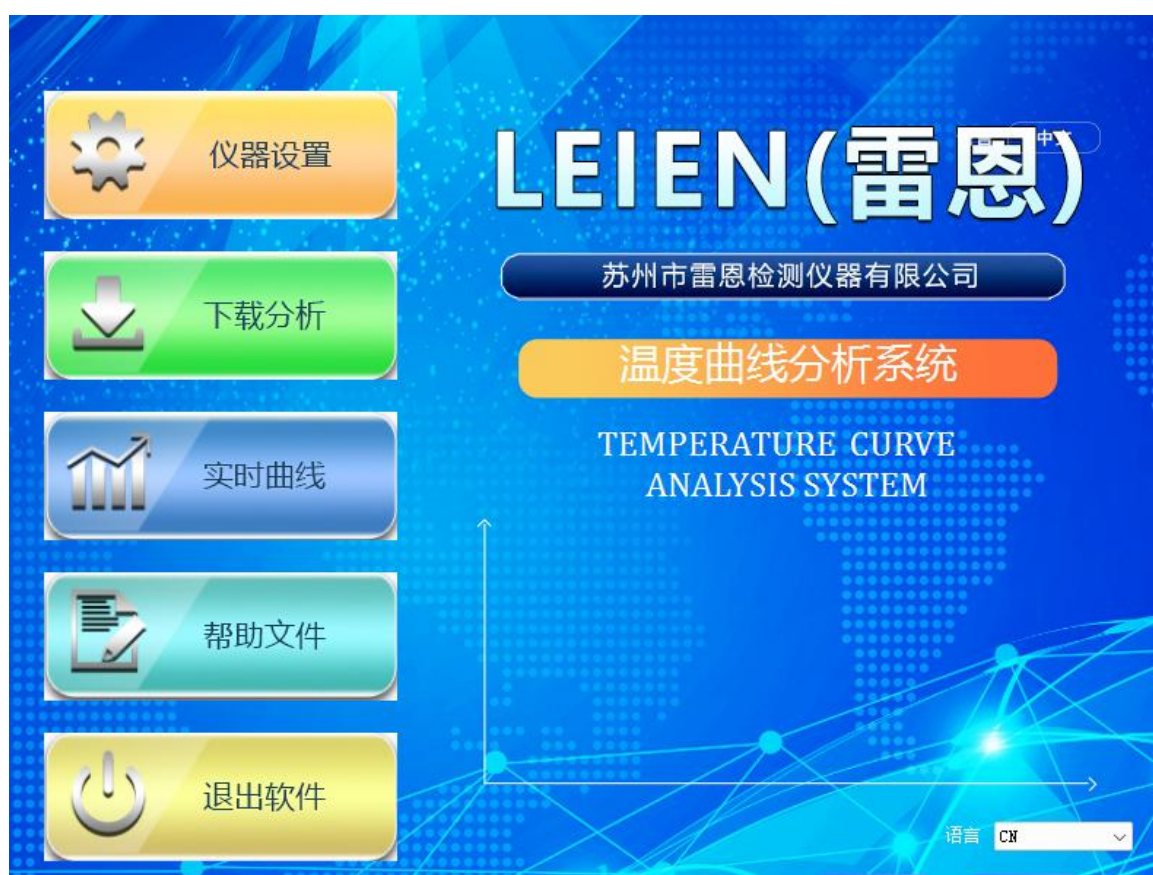 仪器设置
下载分析
实时曲线
帮助文件
退出软件
LEIEN(雷恩)
苏州市雷恩检测仪器有限公司
温度曲线分析系统
TEMPERATURE CURVE
ANALYSIS SYSTEM
语言 CN